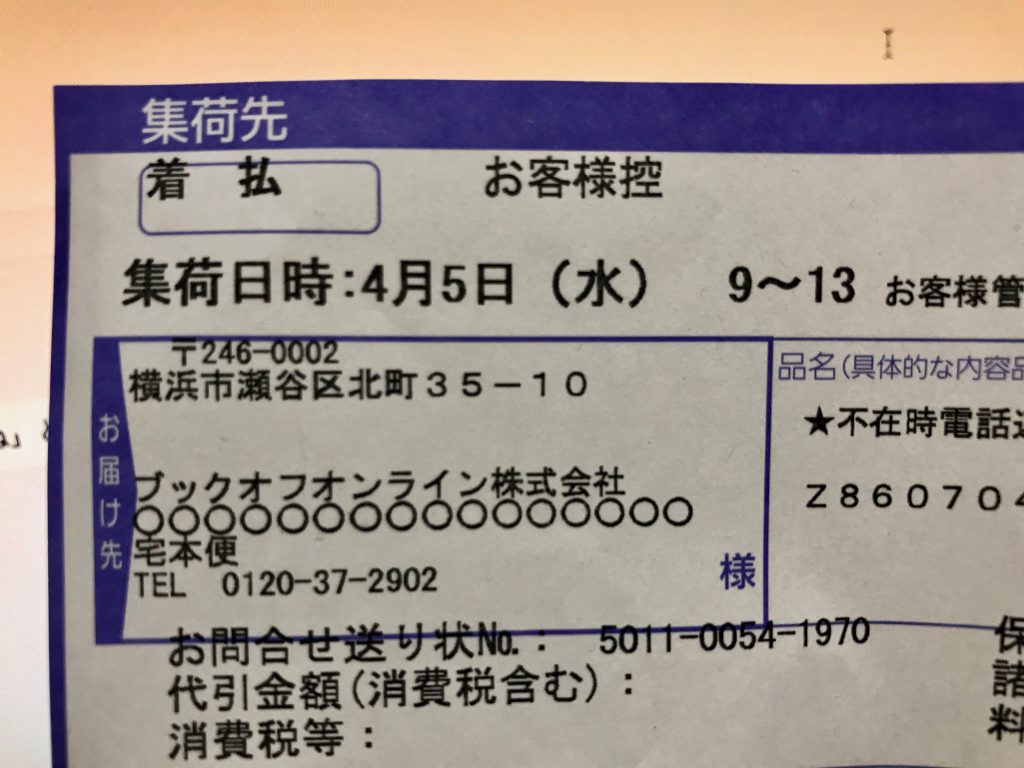 集荷先
着 払 お客様控
集荷日時：4月5日（水） 9～13 お客様管
〒246-0002
横浜市瀬谷区北町３５－１０
お届け先
ブックオフオンライン株式会社
○○○○○○○○○○○○○○○○
宅本便
TEL 0120-37-2902
様
品名（具体的な内容品
★不在時電話
Z860704
お問合せ送り状No.： 5011-0054-1970
代引金額（消費税含む）：
消費税等：
保
諸
料